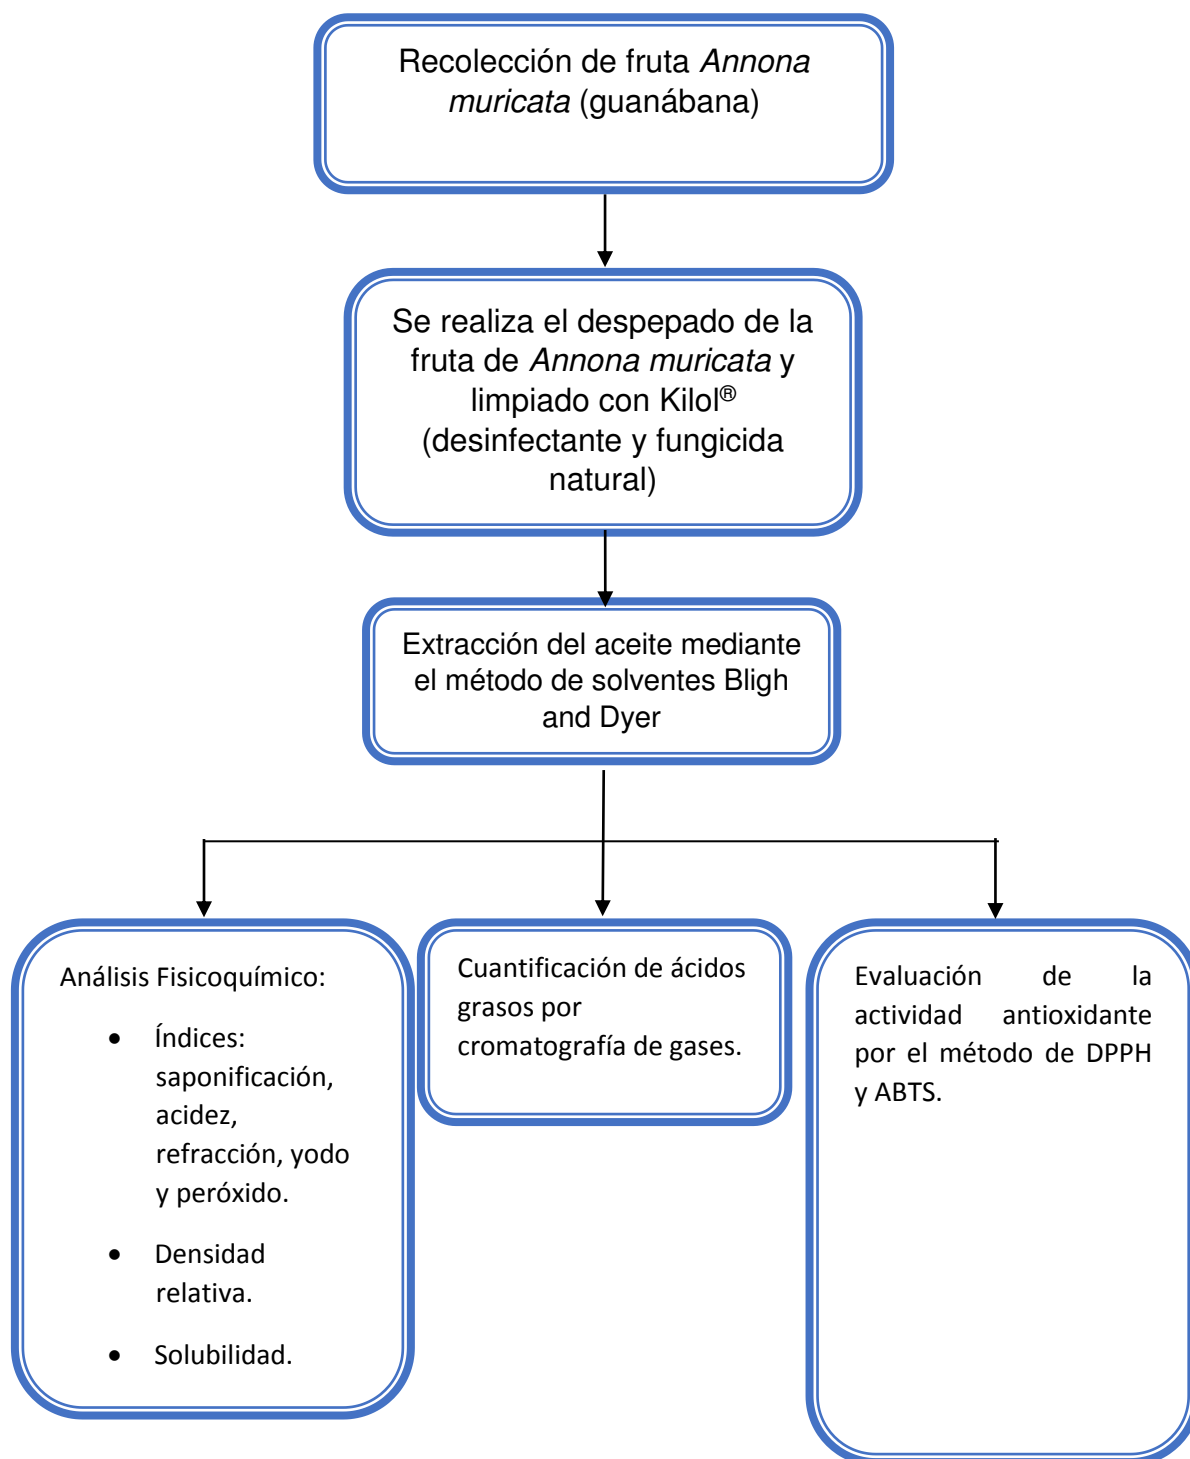 Recolección de fruta Annona
muricata (guanábana)
Se realiza el despepado de la
fruta de Annona muricata y
limpiado con Kilol®
(desinfectante y fungicida
natural)
Extracción del aceite mediante
el método de solventes Bligh
and Dyer
Análisis Fisicoquímico:
• Índices:
saponificación,
acidez,
refracción, yodo
y peróxido.
• Densidad
relativa.
• Solubilidad.
Cuantificación de ácidos
grasos por
cromatografía de gases.
Evaluación de la
actividad antioxidante
por el método de DPPH
y ABTS.